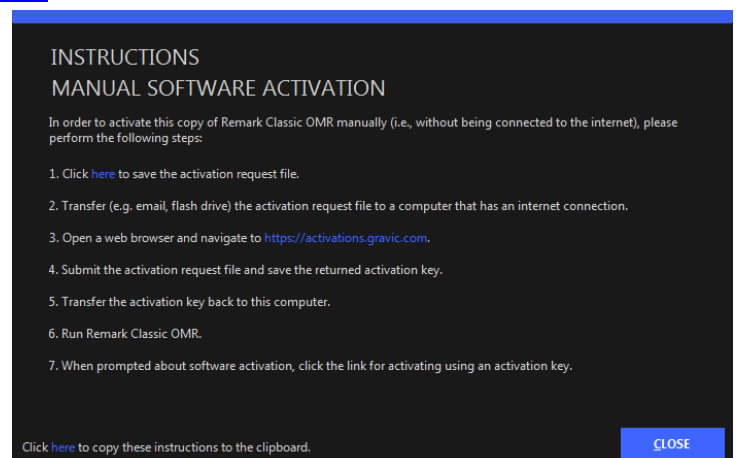 INSTRUCTIONS
MANUAL SOFTWARE ACTIVATION
In order to activate this copy of Remark Classic OMR manually (i.e., without being connected to the internet), please
perform the following steps:
1. Click here to save the activation request file.
2. Transfer (e.g. email, flash drive) the activation request file to a computer that has an internet connection.
3. Open a web browser and navigate to https://activations.gravic.com.
4. Submit the activation request file and save the returned activation key.
5. Transfer the activation key back to this computer.
6. Run Remark Classic OMR.
7. When prompted about software activation, click the link for activating using an activation key.
Click here to copy these instructions to the clipboard.
CLOSE